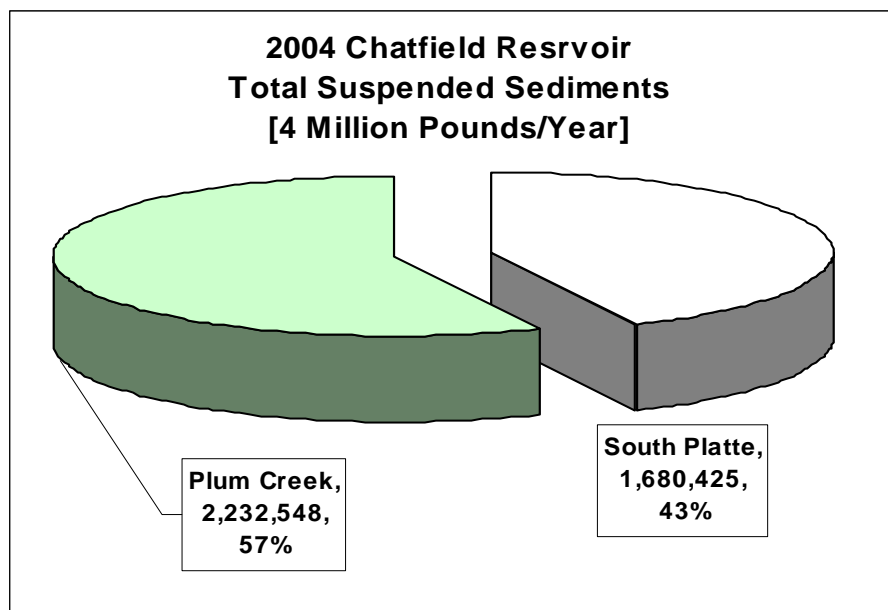 2004 Chatfield Resrvoir
Total Suspended Sediments
[4 Million Pounds/Year]
South Platte,
1,680,425,
43%
Plum Creek,
2,232,548,
57%